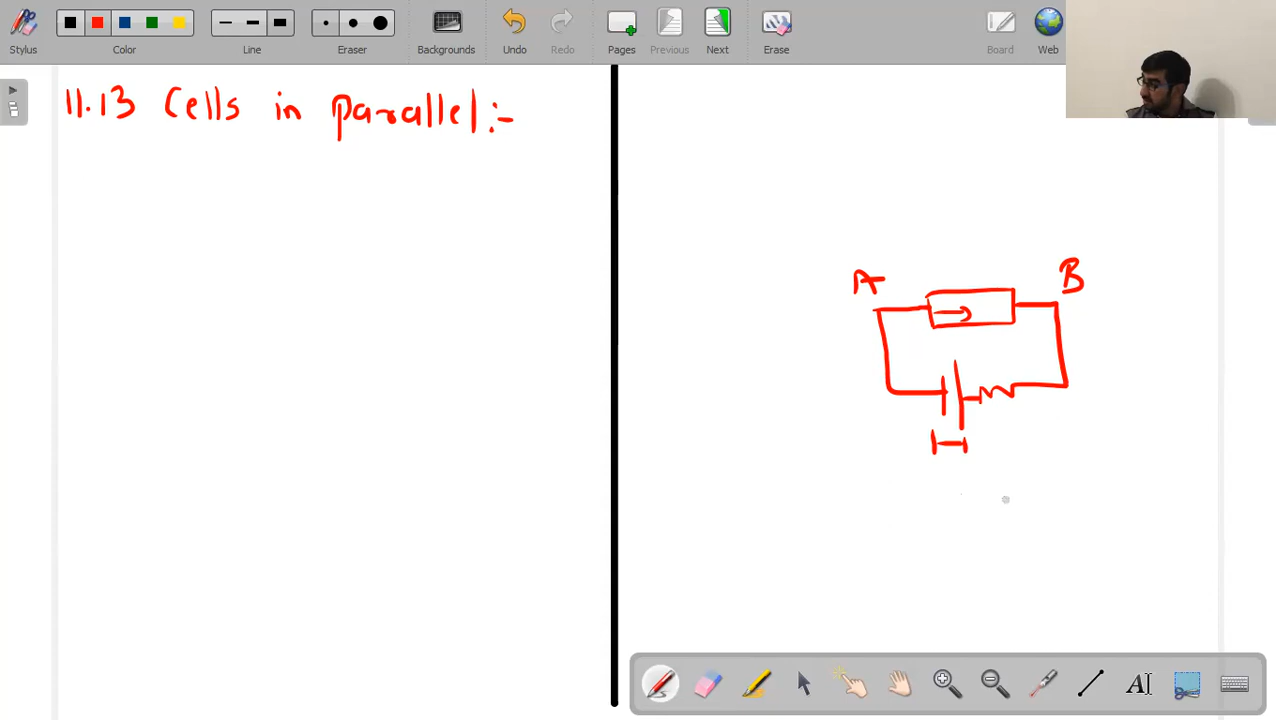 Stylus
Color
Line
Eraser
Backgrounds
Undo
Redo
Pages
Previous
Next
Erase
Board
Web
11.13 Cells in parallel :-
A
B